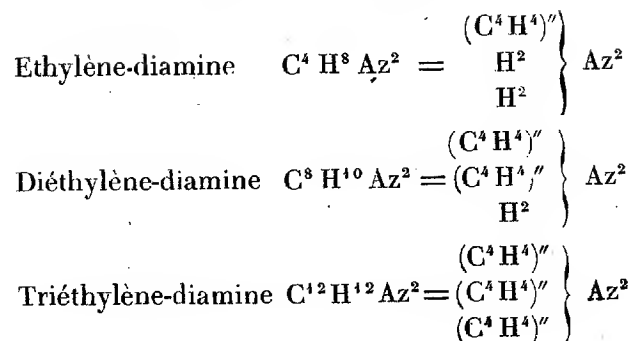 (C⁴ H⁴)″
Ethylène-diamine C⁴ H⁸ Az² = H² } Az²
H²
(C⁴ H⁴)″
Diéthylène-diamine C⁸ H¹⁰ Az² = (C⁴ H⁴,″ } Az²
H²
(C⁴ H⁴)″
Triéthylène-diamine C¹² H¹² Az² = (C⁴ H⁴)″ } Az²
(C⁴ H⁴)″